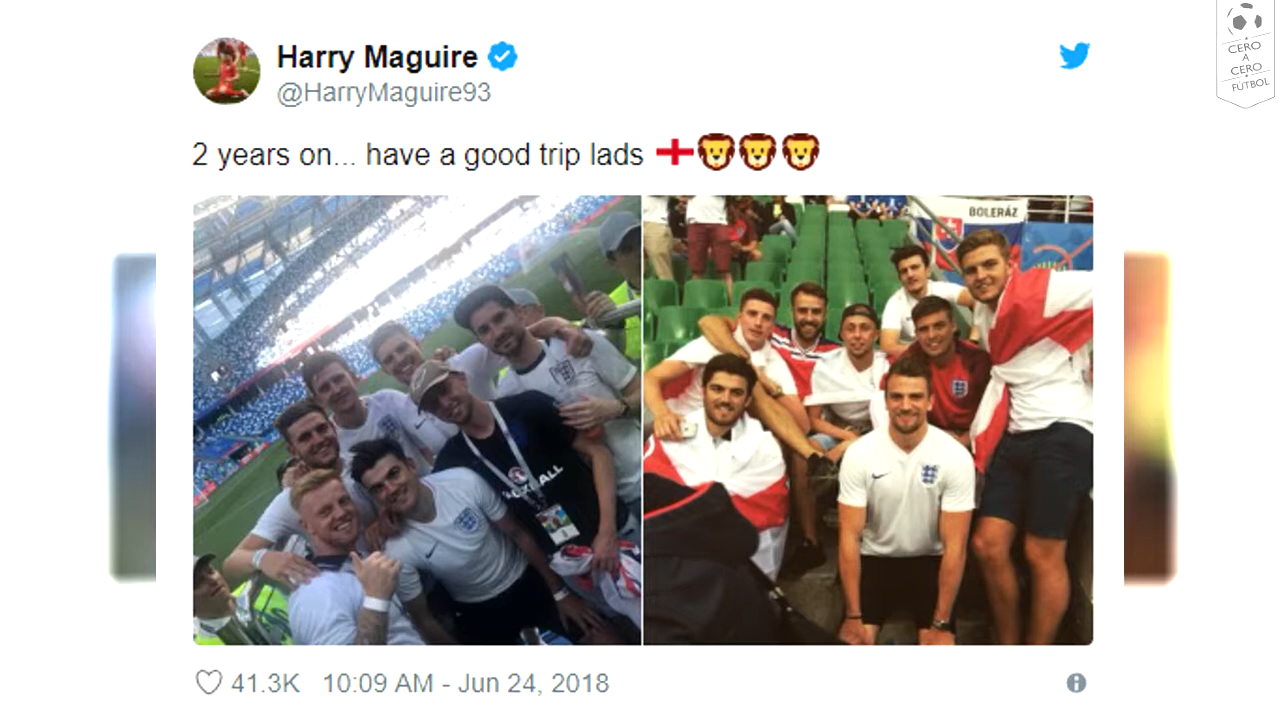 Harry Maguire
@HarryMaguire93
2 years on... have a good trip lads
BOLERÁZ
41.3K 10:09 AM - Jun 24, 2018
CERO
A
CERO
FÚTBOL